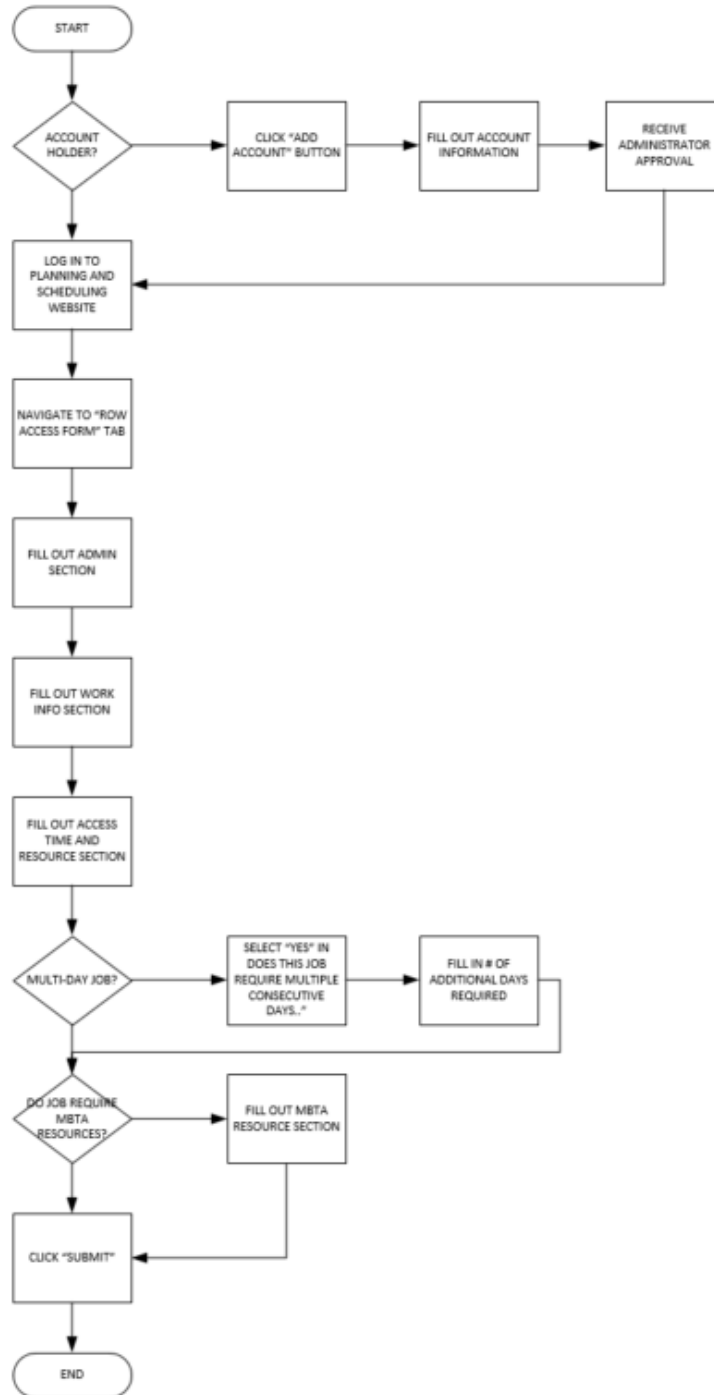 START
ACCOUNT
HOLDER?
CLICK "ADD
ACCOUNT" BUTTON
FILL OUT ACCOUNT
INFORMATION
RECEIVE
ADMINISTRATOR
APPROVAL
LOG IN TO
PLANNING AND
SCHEDULING
WEBSITE
NAVIGATE TO "ROW
ACCESS FORM" TAB
FILL OUT ADMIN
SECTION
FILL OUT WORK
INFO SECTION
FILL OUT ACCESS
TIME AND
RESOURCE SECTION
MULTI-DAY JOB?
SELECT "YES" IN
DOES THIS JOB
REQUIRE MULTIPLE
CONSECUTIVE
DAYS.."
FILL IN # OF
ADDITIONAL DAYS
REQUIRED
DO JOB REQUIRE
MBTA
RESOURCES?
FILL OUT MBTA
RESOURCE SECTION
CLICK "SUBMIT"
END